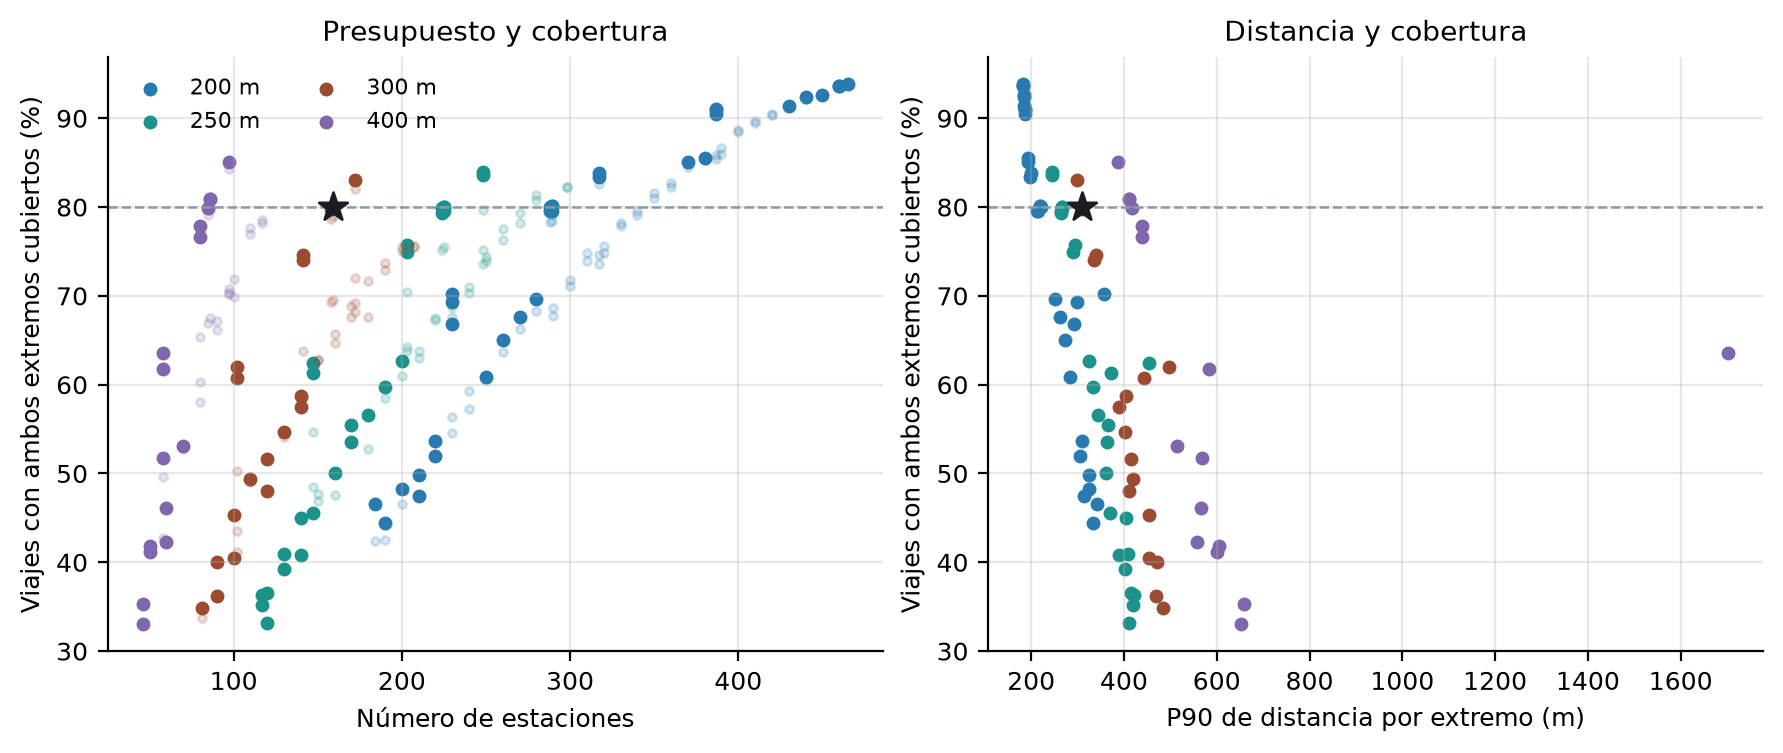 Presupuesto y cobertura
200 m
300 m
250 m
400 m
Viajes con ambos extremos cubiertos (%)
90
80
70
60
50
40
30
100
200
300
400
Número de estaciones
Distancia y cobertura
Viajes con ambos extremos cubiertos (%)
90
80
70
60
50
40
30
200
400
600
800
1000
1200
1400
1600
P90 de distancia por extremo (m)